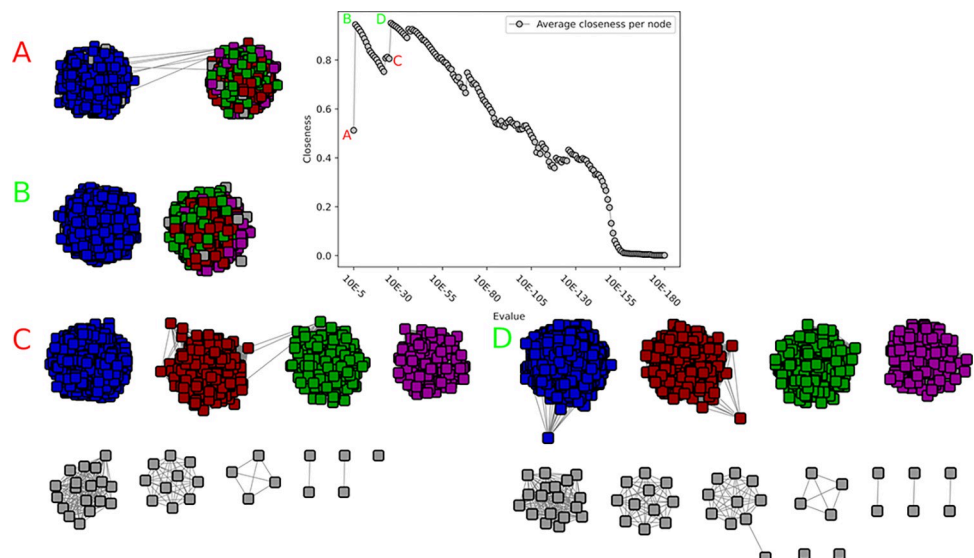 A
B
D
Average closeness per node
C
A
0.8
0.6
0.4
0.2
0.0
Closeness
10E-5
10E-30
10E-55
10E-80
10E-105
10E-130
10E-155
10E-180
Evalue
B
C
D